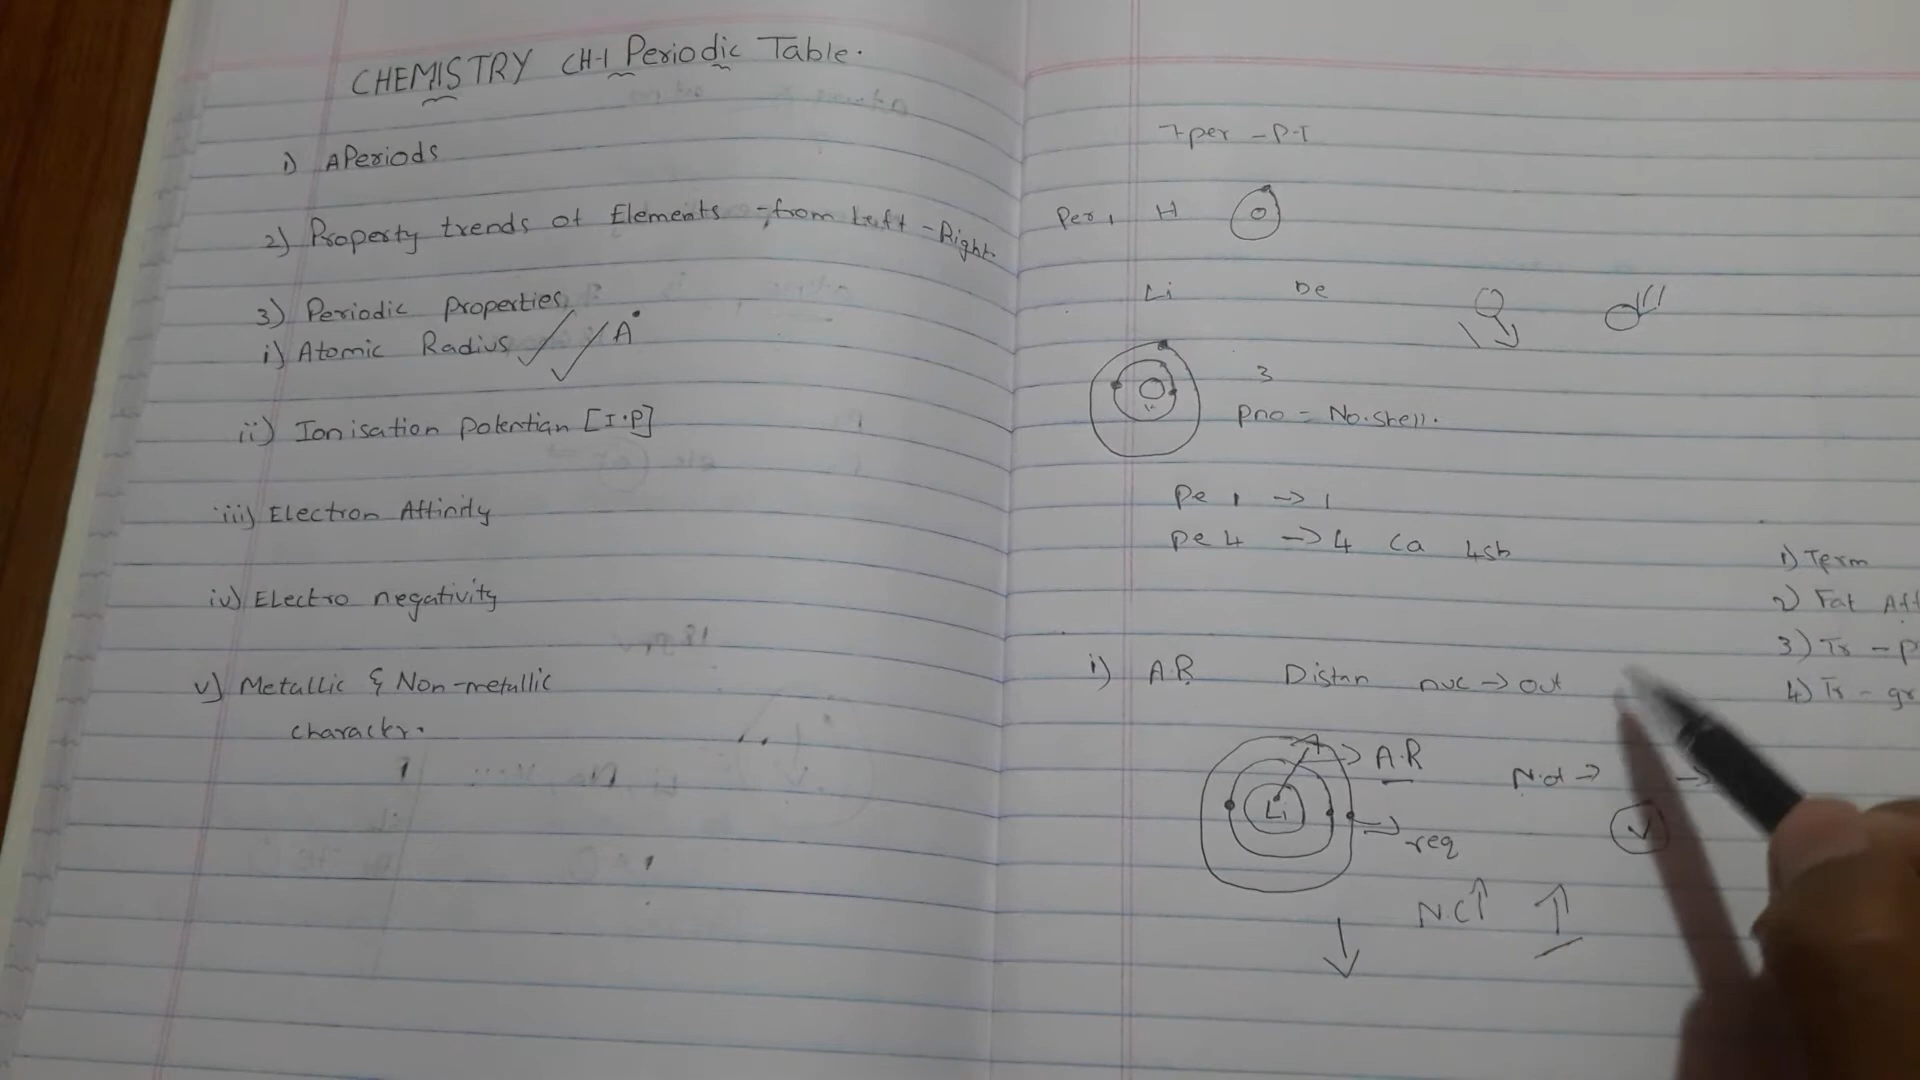 CHEMISTRY CH-1 Periodic Table.
1) APeriods
2) Property trends of Elements - from Left - Right.
3) Periodic Properties
i) Atomic Radius A°
ii) Ionisation Potentian [I.P]
iii) Electron Affinity
iv) Electro negativity
v) Metallic & Non-metallic
charactr.
7 per - P.T
Per 1 H
Li be
3
Pno = No.shell.
Pe 1 -> 1
Pe 4 -> 4 Ca 4sh
i) A.R Distan nuc -> out
-> A.R
Li
-> req
N.C↑ ↑
1) Term
2) Fat Aff
3) Tr - P
4) Tr - gr